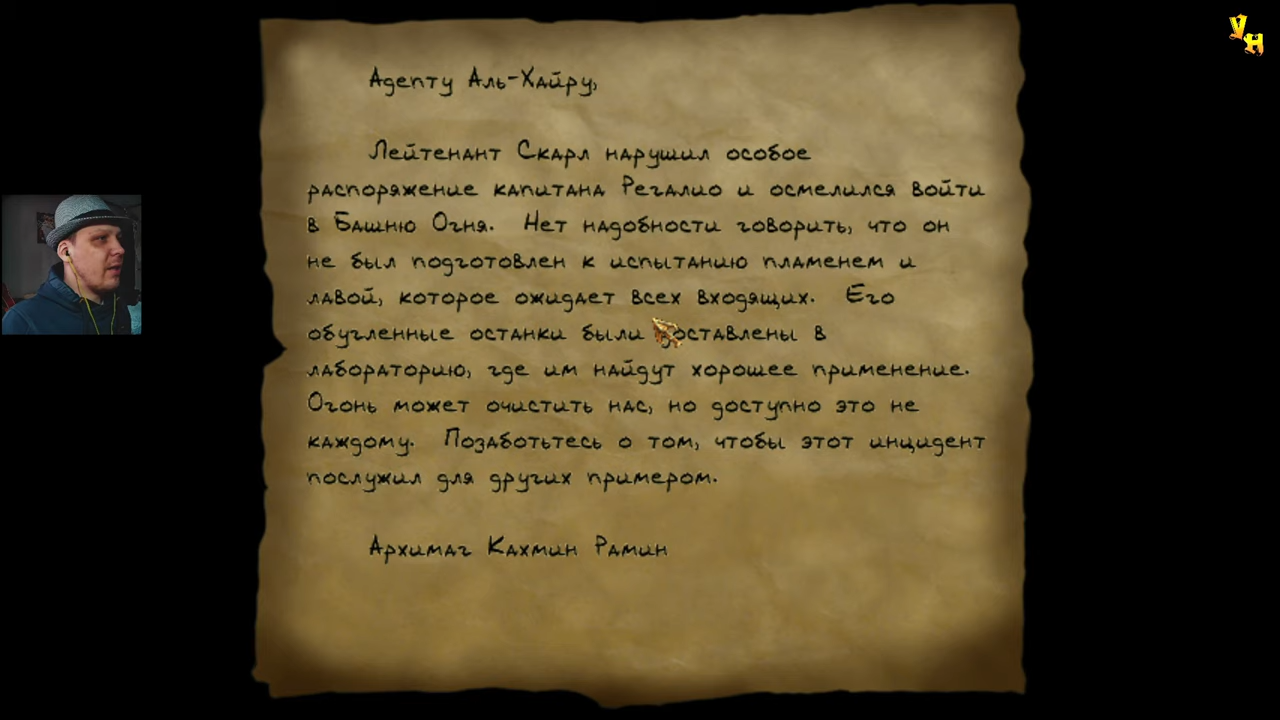 УН
Адепту Аль-Хайру,
Лейтенант Скарл нарушил особое
распоряжение капитана Регалио и осмелился войти
в Башню Огня. Нет надобности говорить, что он
не был подготовлен к испытанию пламенем и
лавой, которое ожидает всех входящих. Его
обугленные останки были доставлены в
лабораторию, где им найдут хорошее применение.
Огонь может очистить нас, но доступно это не
каждому. Позаботьтесь о том, чтобы этот инцидент
послужил для других примером.
Архимаг Кахмин Рамин